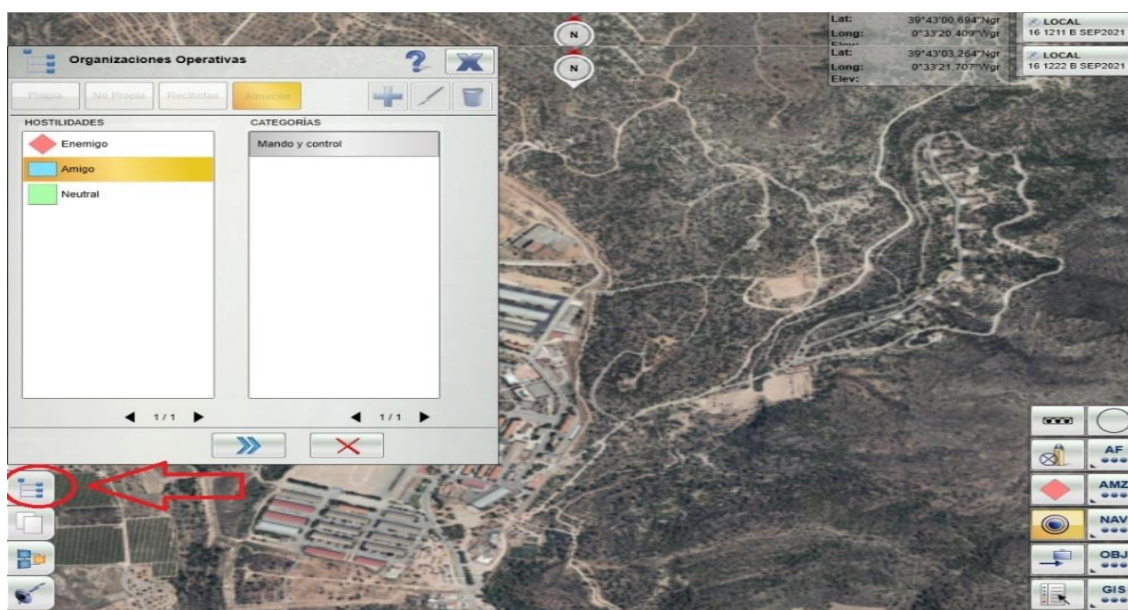 Organizaciones Operativas
?
Propia
No Propia
Recibidas
Almacén
HOSTILIDADES
CATEGORÍAS
Enemigo
Amigo
Neutral
Mando y control
1 / 1
1 / 1
N
N
Lat: 39°43'00,694"Ngr
Long: 0°33'20,409"Wgr
Lat: 39°43'03,264"Ngr
Long: 0°33'21,707"Wgr
Elev:
LOCAL
16 1211 B SEP2021
LOCAL
16 1222 B SEP2021
AF
AMZ
NAV
OBJ
GIS